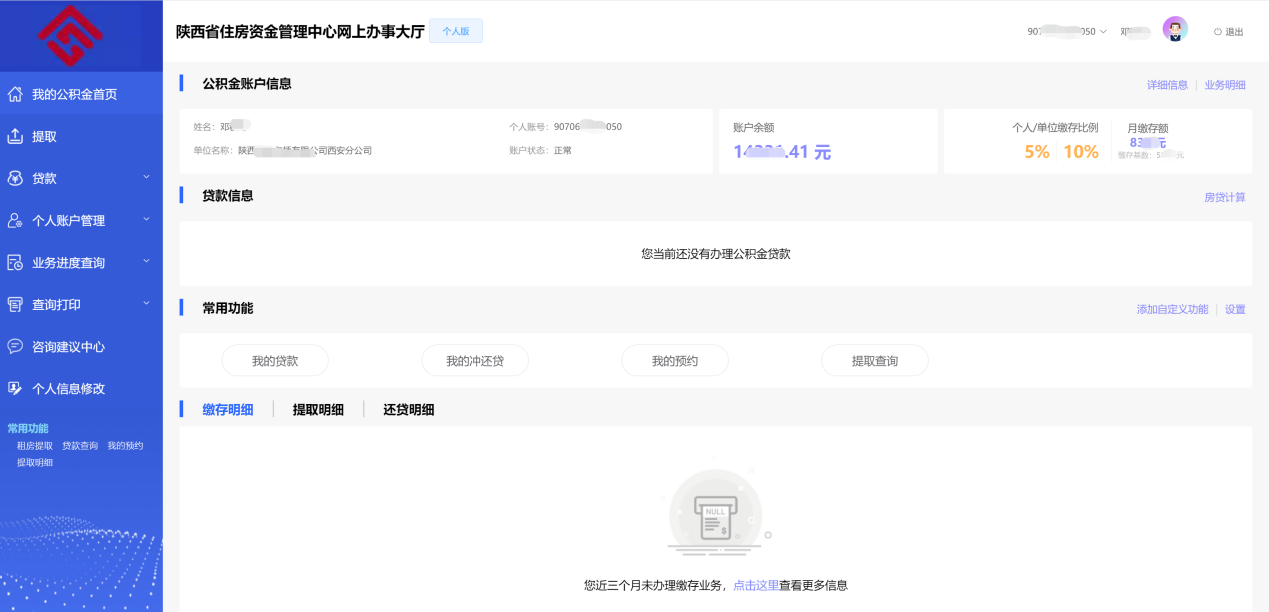 陕西省住房资金管理中心网上办事大厅 个人版
050 退出
我的公积金首页
提取
贷款
个人账户管理
业务进度查询
查询打印
咨询建议中心
个人信息修改
常用功能
租房提取 贷款查询 我的预约
提取明细
公积金账户信息 详细信息 业务明细
姓名: 个人账号: 90706 050
单位名称: 陕西 公司西安分公司 账户状态: 正常
账户余额
.41 元
个人/单位缴存比例
5% 10%
月缴存额
元
缴存基数: 元
贷款信息 房贷计算
您当前还没有办理公积金贷款
常用功能 添加自定义功能 设置
我的贷款 我的冲还贷 我的预约 提取查询
缴存明细 提取明细 还贷明细
NULL
$
您近三个月未办理缴存业务，点击这里查看更多信息